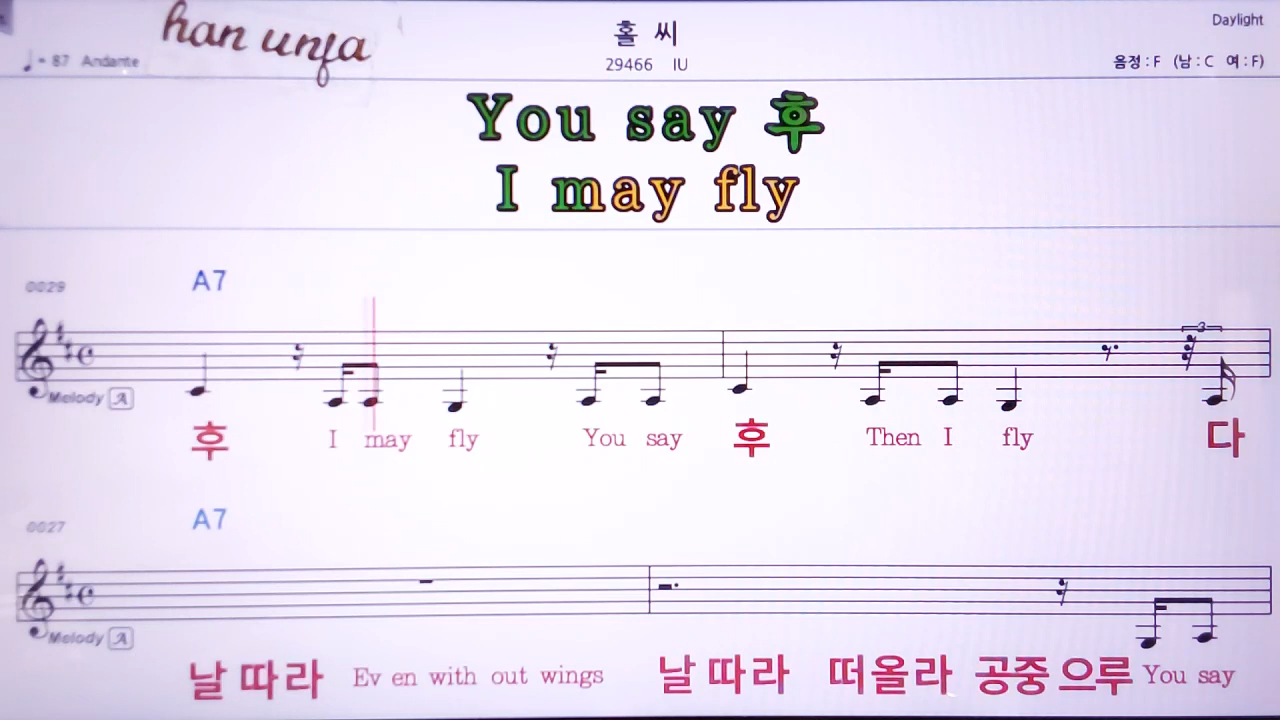 han unja
홀 씨
Daylight
♩= 87 Andante
29466 IU
음정 : F (남 : C 여 : F)
You say 후
I may fly
0029
A7
3
Melody A
후 I may fly You say 후 Then I fly 다
0027
A7
Melody A
날 따라 Ev en with out wings 날 따라 떠올라 공중 으루 You say